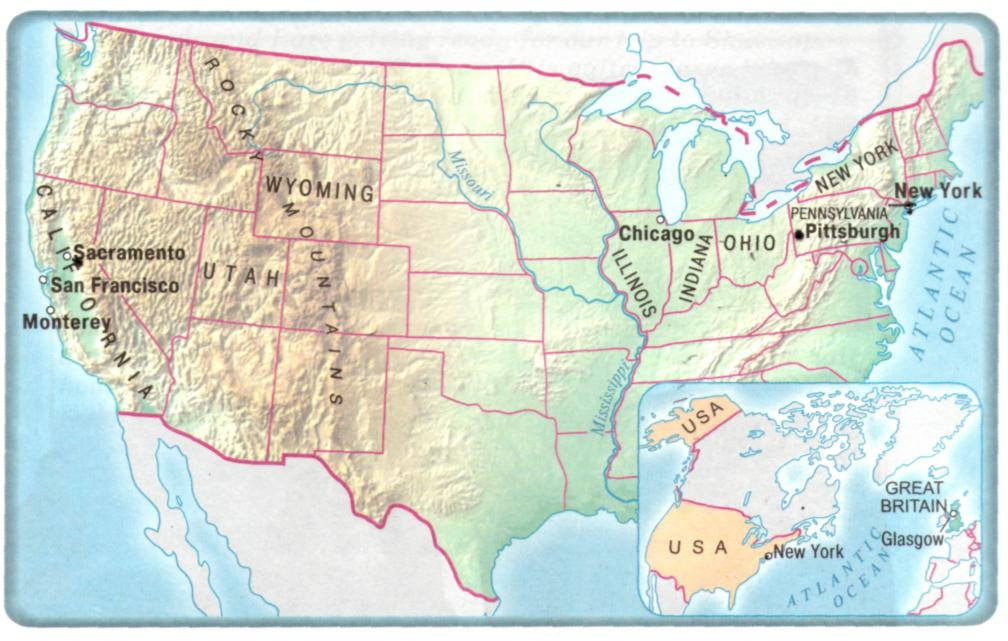 ROCKY MOUNTAINS
WYOMING
Missouri
NEW YORK
New York
PENNSYLVANIA
Pittsburgh
Chicago
OHIO
INDIANA
ILLINOIS
CALIFORNIA
Sacramento
San Francisco
Monterey
UTAH
Mississippi
ATLANTIC
OCEAN
USA
USA
New York
GREAT
BRITAIN
Glasgow
ATLANTIC
OCEAN